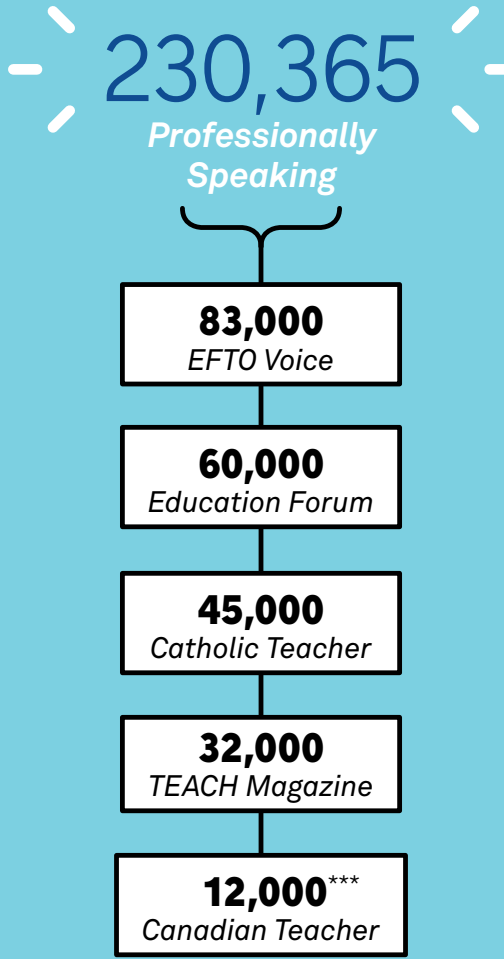 230,365
Professionally
Speaking
83,000
EFTO Voice
60,000
Education Forum
45,000
Catholic Teacher
32,000
TEACH Magazine
12,000***
Canadian Teacher